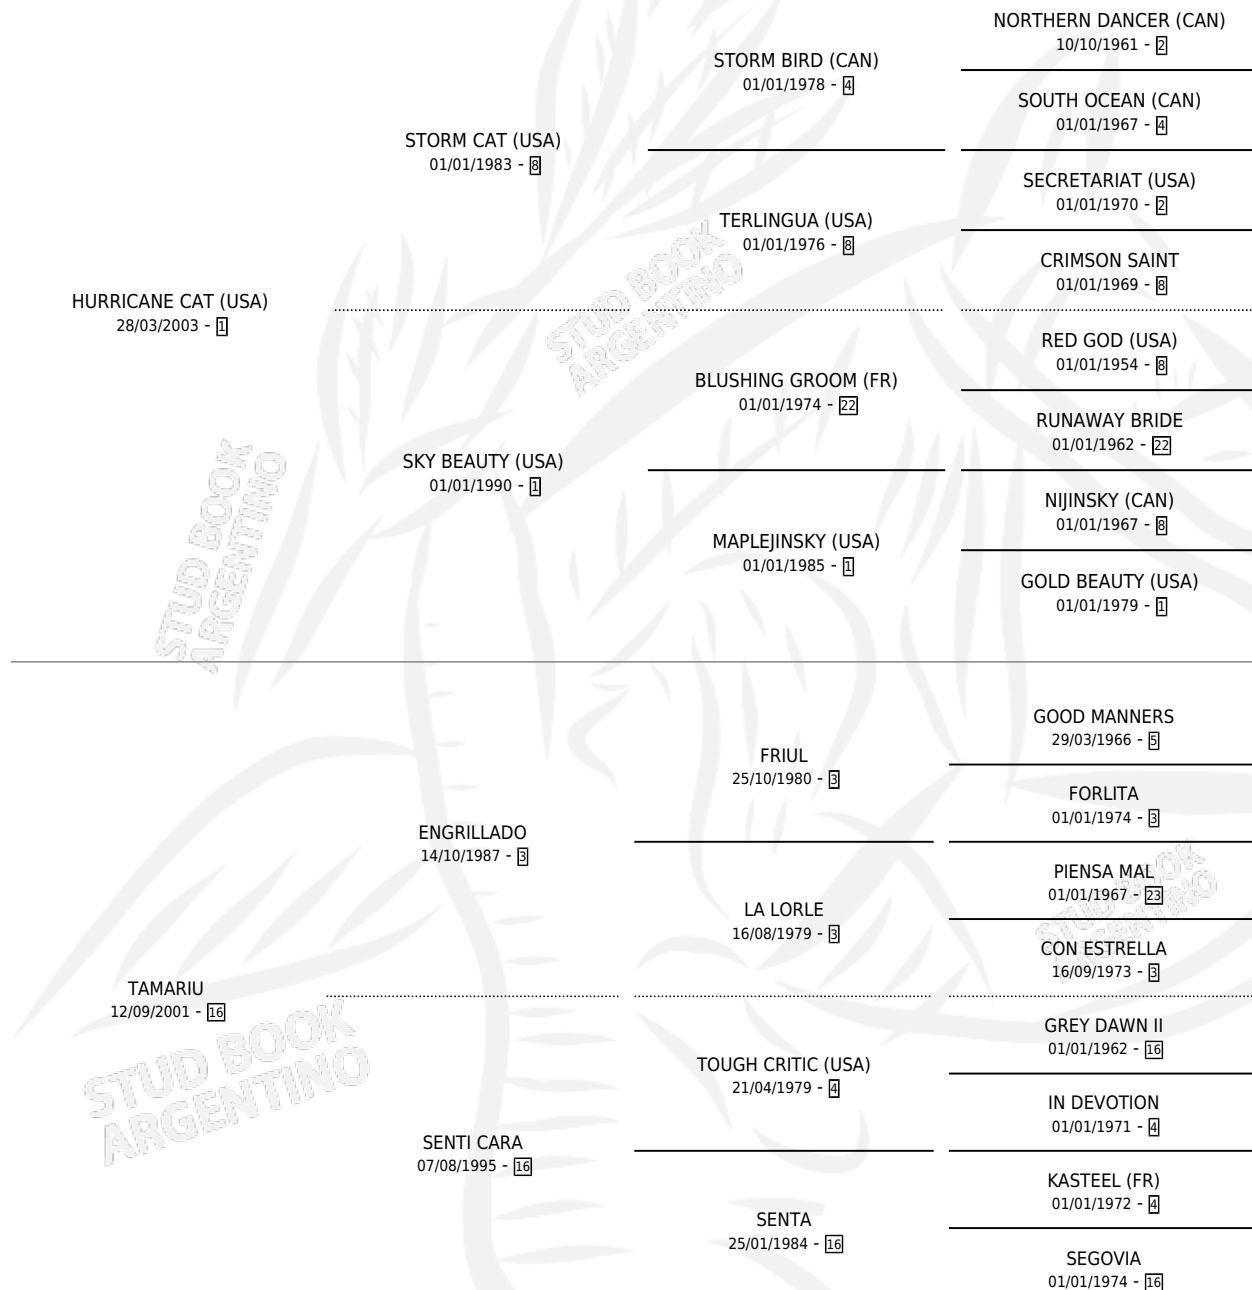 NORTHERN DANCER (CAN)
10/10/1961 - 2
STORM BIRD (CAN)
01/01/1978 - 4
SOUTH OCEAN (CAN)
01/01/1967 - 4
STORM CAT (USA)
01/01/1983 - 8
SECRETARIAT (USA)
01/01/1970 - 2
TERLINGUA (USA)
01/01/1976 - 8
CRIMSON SAINT
01/01/1969 - 8
HURRICANE CAT (USA)
28/03/2003 - 1
STUD BOOK
ARGENTINO
RED GOD (USA)
01/01/1954 - 8
BLUSHING GROOM (FR)
01/01/1974 - 22
RUNAWAY BRIDE
01/01/1962 - 22
SKY BEAUTY (USA)
01/01/1990 - 1
NIJINSKY (CAN)
01/01/1967 - 8
MAPLEJINSKY (USA)
01/01/1985 - 1
GOLD BEAUTY (USA)
01/01/1979 - 1
STUD BOOK
ARGENTINO
GOOD MANNERS
29/03/1966 - 5
FRIUL
25/10/1980 - 3
FORLITA
01/01/1974 - 3
ENGRILLADO
14/10/1987 - 3
PIENSA MAL
01/01/1967 - 23
LA LORLE
16/08/1979 - 3
CON ESTRELLA
16/09/1973 - 3
STUD BOOK
ARGENTINO
TAMARIU
12/09/2001 - 16
GREY DAWN II
01/01/1962 - 16
TOUGH CRITIC (USA)
21/04/1979 - 4
IN DEVOTION
01/01/1971 - 4
STUD BOOK
ARGENTINO
SENTI CARA
07/08/1995 - 16
KASTEEL (FR)
01/01/1972 - 4
SENTA
25/01/1984 - 16
SEGOVIA
01/01/1974 - 16